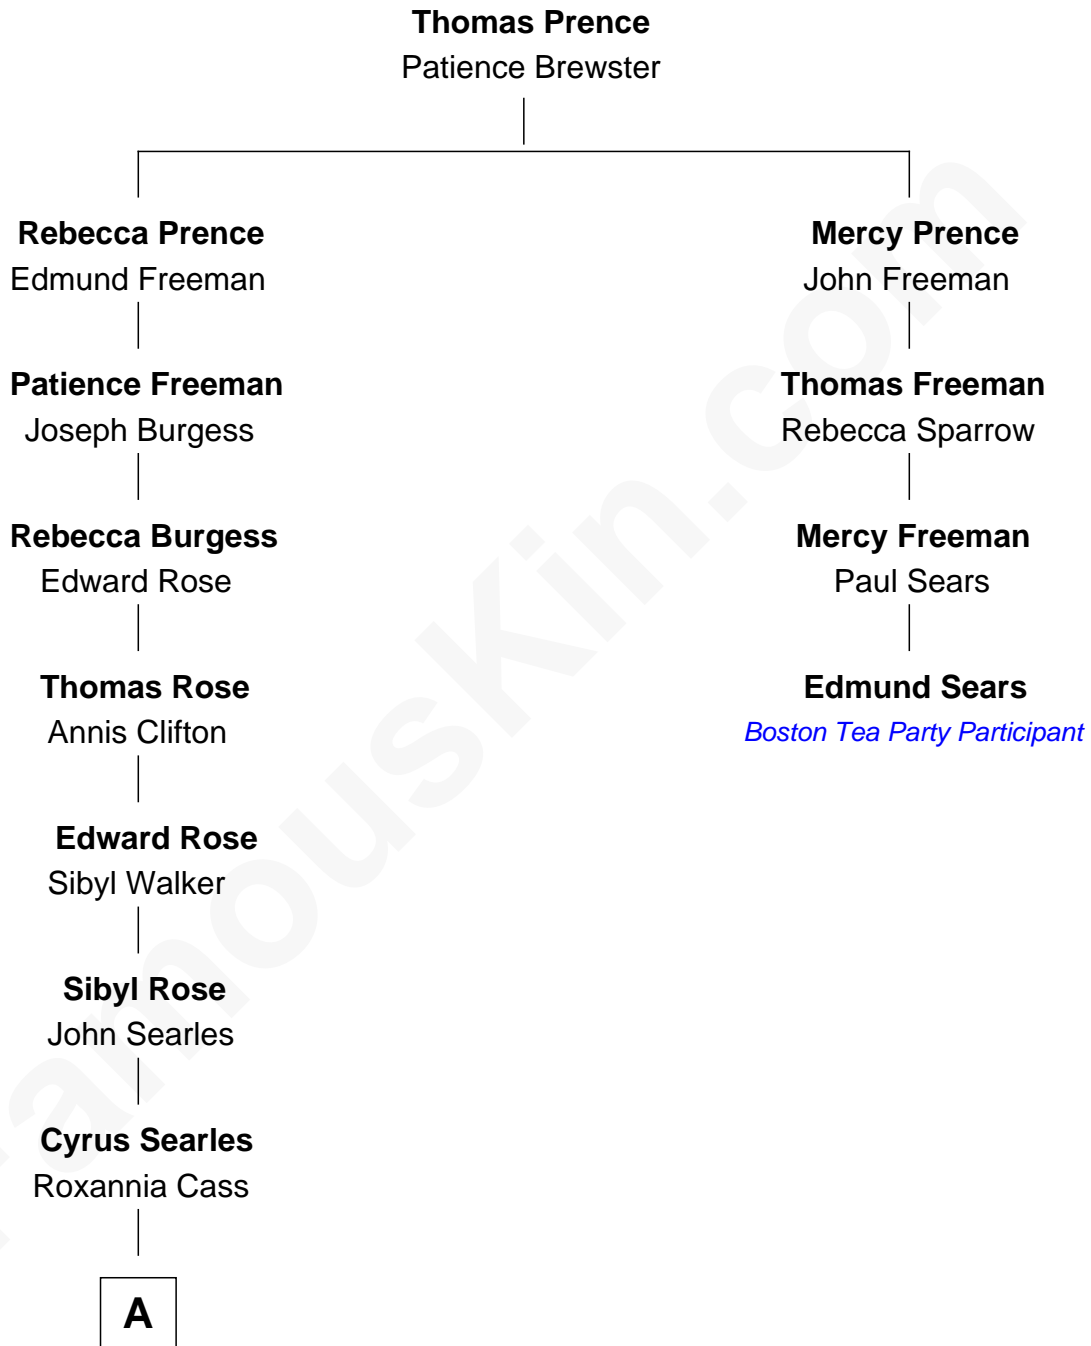 Thomas Prence
Patience Brewster
Rebecca Prence
Edmund Freeman
Mercy Prence
John Freeman
Patience Freeman
Joseph Burgess
Thomas Freeman
Rebecca Sparrow
Rebecca Burgess
Edward Rose
Mercy Freeman
Paul Sears
Thomas Rose
Annis Clifton
Edmund Sears
Boston Tea Party Participant
Edward Rose
Sibyl Walker
Sibyl Rose
John Searles
Cyrus Searles
Roxannia Cass
A
FamousKin.com